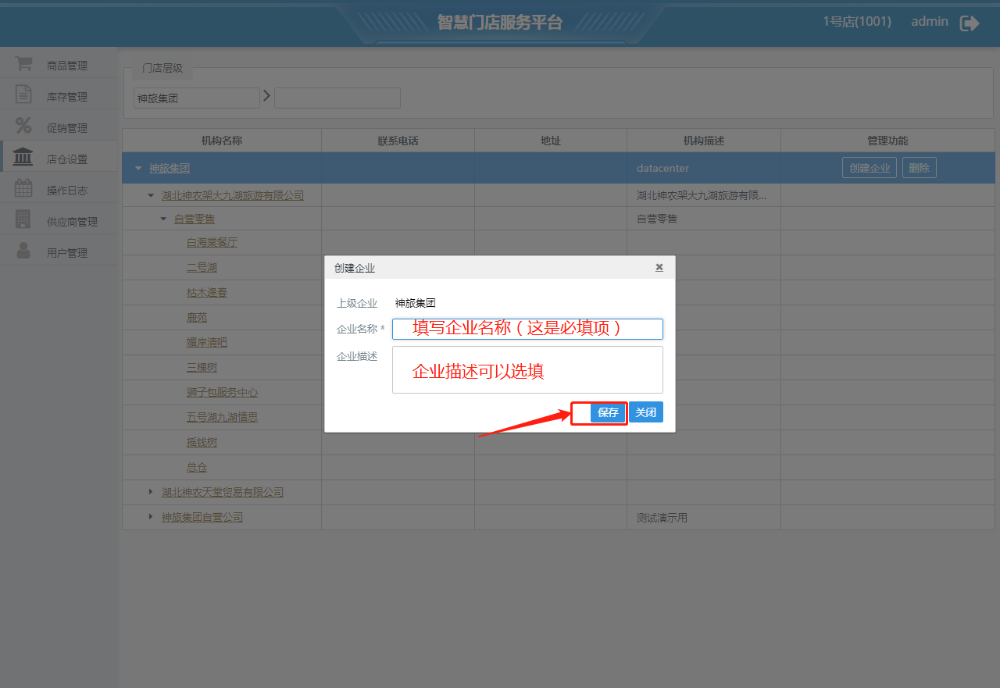 智慧门店服务平台
1号店(1001) admin
商品管理
库存管理
促销管理
店仓设置
操作日志
供应商管理
用户管理
门店层级
神旅集团
机构名称 联系电话 地址 机构描述 管理功能
神旅集团 datacenter 创建企业 删除
湖北神农架大九湖旅游有限公司 湖北神农架大九湖旅游有限...
自营零售 自营零售
白海棠餐厅
二号湖
枯木逢春
鹿苑
媚岸清吧
三棵树
狮子包服务中心
五号湖九湖情思
摇钱树
总仓
湖北神农天堂贸易有限公司
神旅集团自营公司 测试演示用
创建企业
上级企业 神旅集团
企业名称 * 填写企业名称（这是必填项）
企业描述 企业描述可以选填
保存 关闭